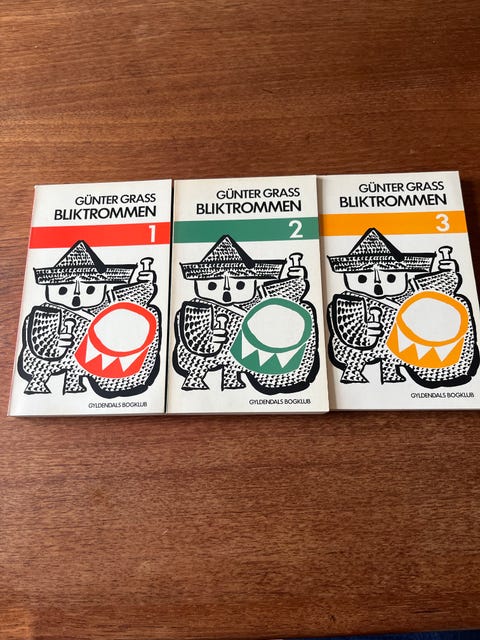 GÜNTER GRASS
BLIKTROMMEN
1
GYLDENDALS BOGKLUB
GÜNTER GRASS
BLIKTROMMEN
2
GYLDENDALS BOGKLUB
GÜNTER GRASS
BLIKTROMMEN
3
GYLDENDALS BOGKLUB